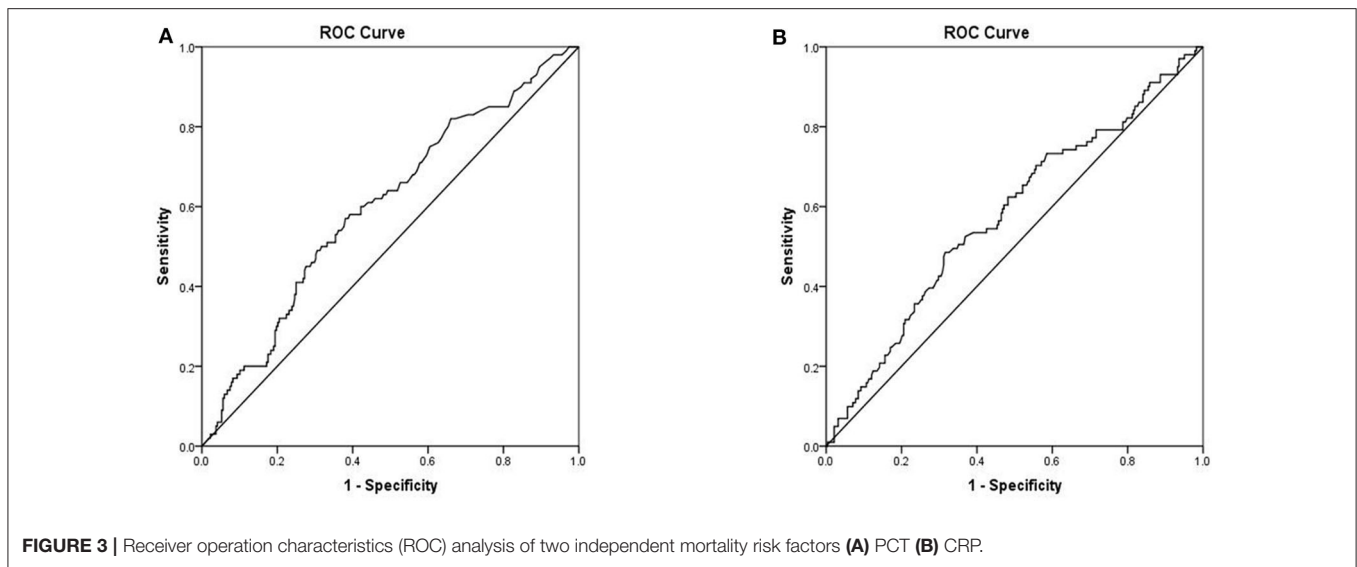 A
ROC Curve
1.0
0.8
0.6
0.4
0.2
0.0
Sensitivity
0.0 0.2 0.4 0.6 0.8 1.0
1 - Specificity
B
ROC Curve
1.0
0.8
0.6
0.4
0.2
0.0
Sensitivity
0.0 0.2 0.4 0.6 0.8 1.0
1 - Specificity
FIGURE 3 | Receiver operation characteristics (ROC) analysis of two independent mortality risk factors (A) PCT (B) CRP.